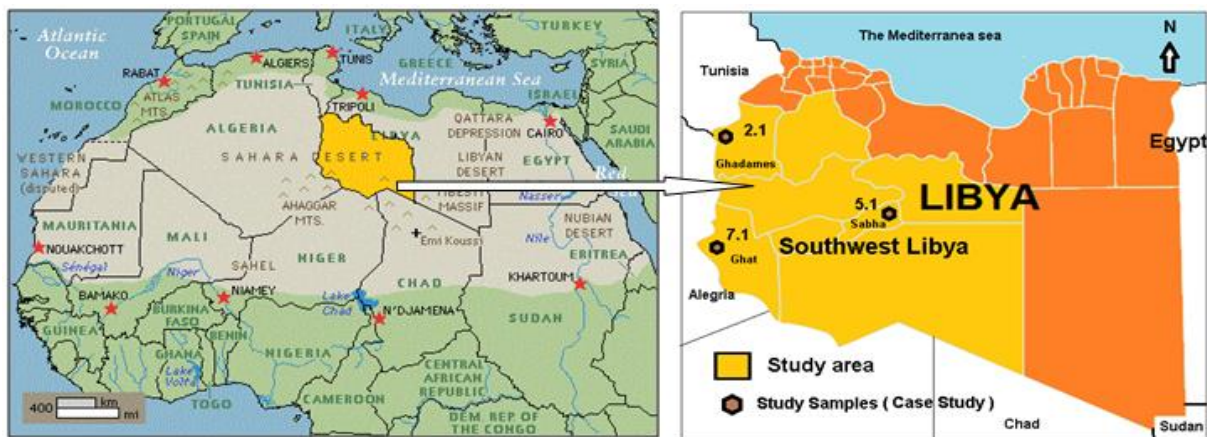 Atlantic
Ocean
PORTUGAL
SPAIN
ITALY
TURKEY
GREECE
SYRIA
ALGIERS
TUNIS
RABAT
Mediterranean Sea
TUNISIA
ISRAEL
MOROCCO
ATLAS
MTS.
TRIPOLI
CAIRO
ALGERIA
LIBYA
QATTARA
DEPRESSION
SAUDI
ARABIA
WESTERN
SAHARA
(disputed)
SAHARA DESERT
LIBYAN
DESERT
EGYPT
Red
Nasser
AHAGGAR
MTS.
TIBESTI
MASSIF
MAURITANIA
NUBIAN
DESERT
Emi Koussi
NOUAKCHOTT
MALI
Nile
NIGER
ERITREA
Sénégal
SAHEL
CHAD
KHARTOUM
Niger
NIAMEY
Lake
Chad
BAMAKO
BURKINA
FASO
N'DJAMENA
SUDAN
GUINEA
BENIN
GHANA
NIGERIA
Lake
Volta
CENTRAL
AFRICAN
REPUBLIC
400
km
mi
TOGO
CAMEROON
DEM. REP. OF
THE CONGO
The Mediterranea sea
N
Tunisia
2.1
Ghadames
Egypt
LIBYA
5.1
Sabha
7.1
Ghat
Southwest Libya
Alegria
Study area
Study Samples ( Case Study )
Chad
Sudan